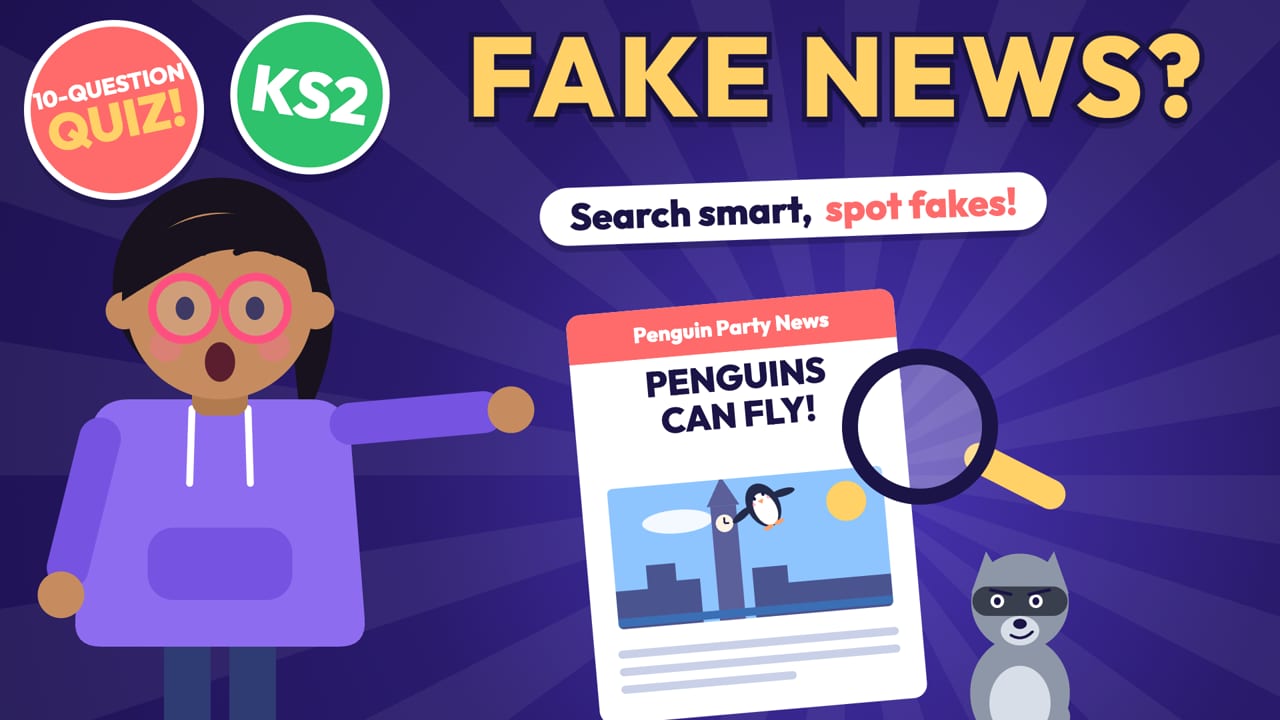 10-QUESTION
QUIZ!
KS2
FAKE NEWS?
Search smart, spot fakes!
Penguin Party News
PENGUINS
CAN FLY!